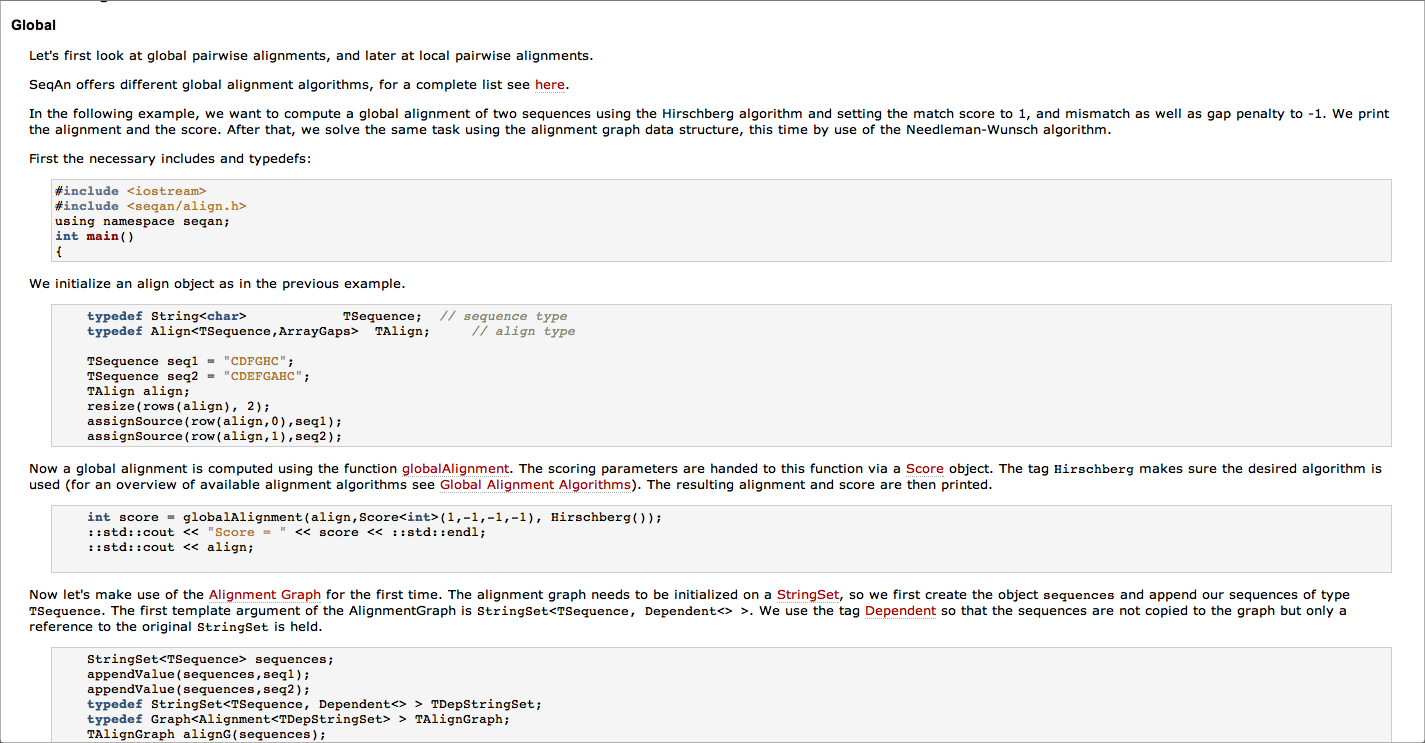 Global
Let's first look at global pairwise alignments, and later at local pairwise alignments.
SeqAn offers different global alignment algorithms, for a complete list see here.
In the following example, we want to compute a global alignment of two sequences using the Hirschberg algorithm and setting the match score to 1, and mismatch as well as gap penalty to -1. We print
the alignment and the score. After that, we solve the same task using the alignment graph data structure, this time by use of the Needleman-Wunsch algorithm.
First the necessary includes and typedefs:
#include <iostream>
#include <seqan/align.h>
using namespace seqan;
int main()
{
We initialize an align object as in the previous example.
typedef String<char>            TSequence;  // sequence type
typedef Align<TSequence,ArrayGaps>  TAlign;     // align type
TSequence seq1 = "CDFGHC";
TSequence seq2 = "CDEFGAHC";
TAlign align;
resize(rows(align), 2);
assignSource(row(align,0),seq1);
assignSource(row(align,1),seq2);
Now a global alignment is computed using the function globalAlignment. The scoring parameters are handed to this function via a Score object. The tag Hirschberg makes sure the desired algorithm is
used (for an overview of available alignment algorithms see Global Alignment Algorithms). The resulting alignment and score are then printed.
int score = globalAlignment(align,Score<int>(1,-1,-1,-1), Hirschberg());
::std::cout << "Score = " << score << ::std::endl;
::std::cout << align;
Now let's make use of the Alignment Graph for the first time. The alignment graph needs to be initialized on a StringSet, so we first create the object sequences and append our sequences of type
TSequence. The first template argument of the AlignmentGraph is StringSet<TSequence, Dependent<> >. We use the tag Dependent so that the sequences are not copied to the graph but only a
reference to the original StringSet is held.
StringSet<TSequence> sequences;
appendValue(sequences,seq1);
appendValue(sequences,seq2);
typedef StringSet<TSequence, Dependent<> > TDepStringSet;
typedef Graph<Alignment<TDepStringSet> > TAlignGraph;
TAlignGraph alignG(sequences);